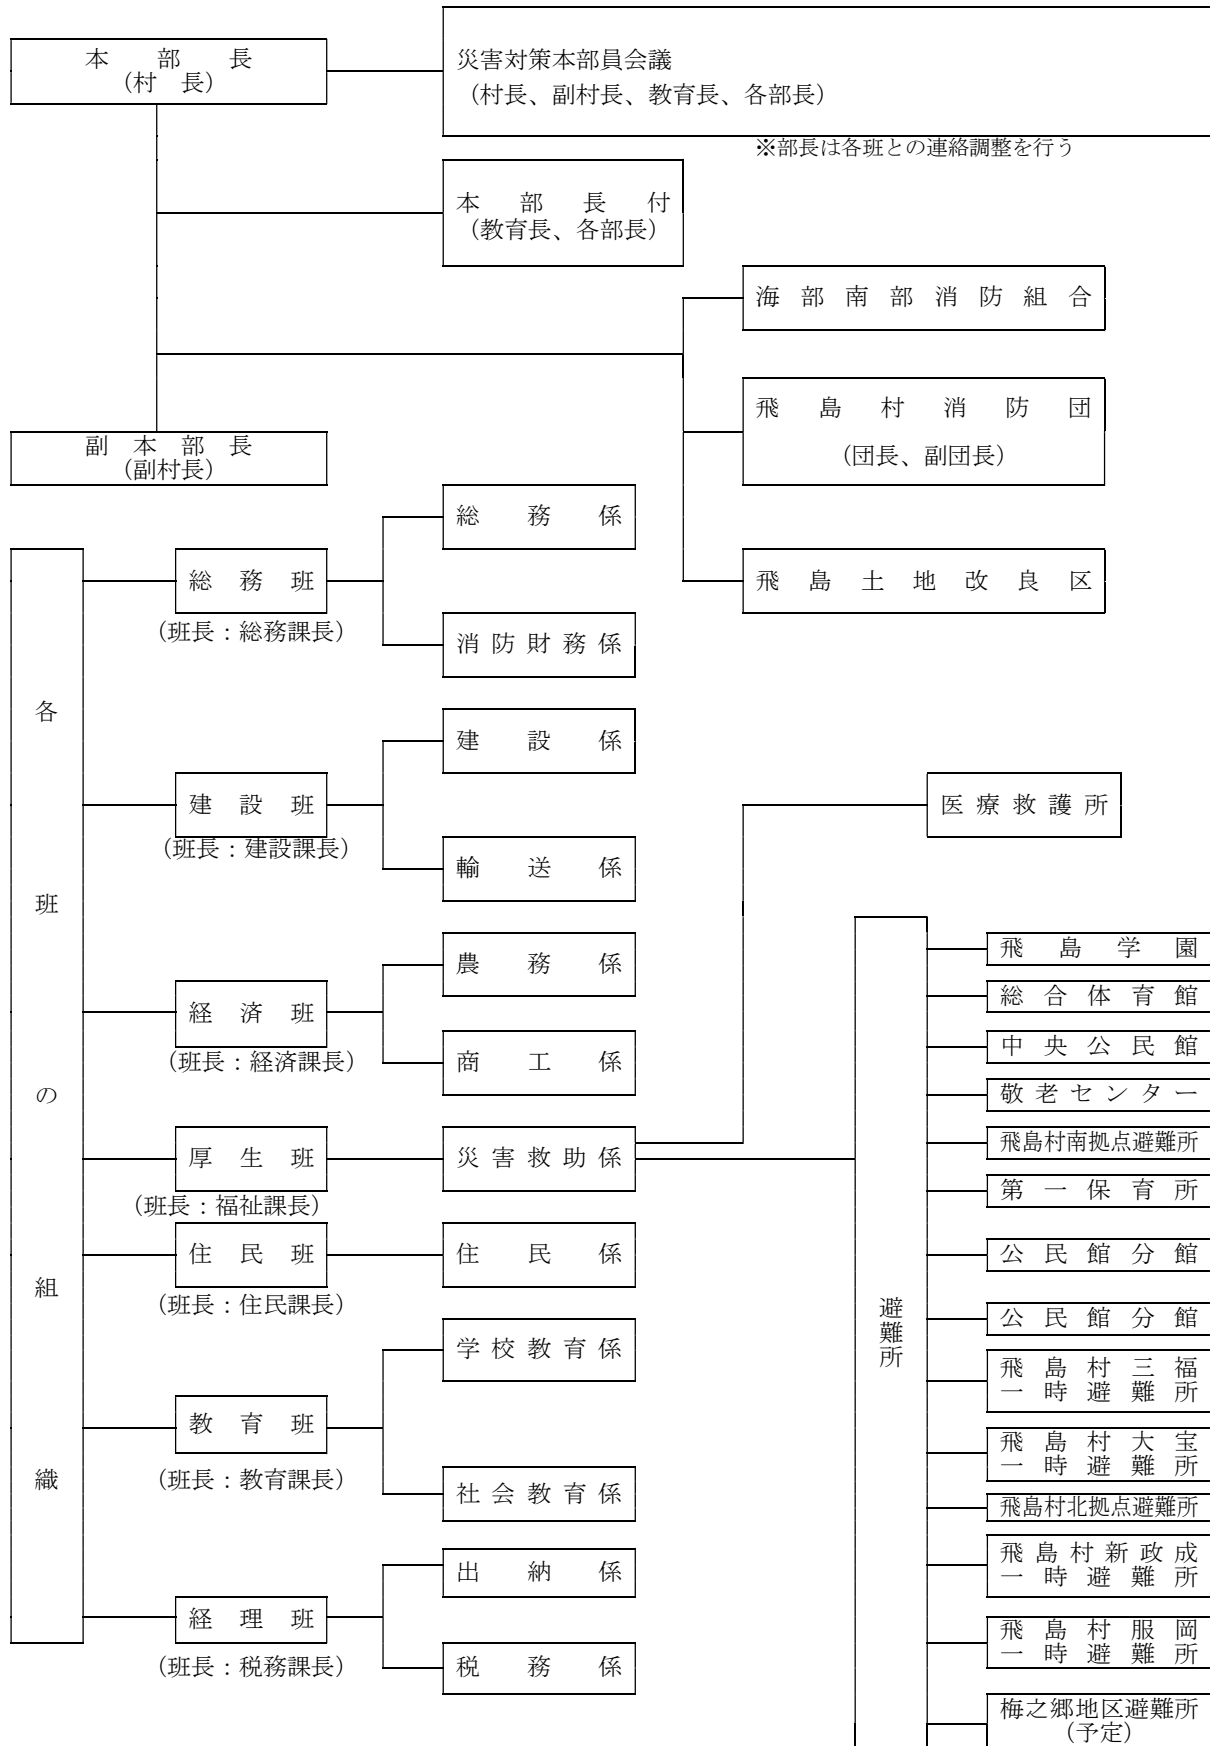 本部長
(村　長)
災害対策本部員会議
(村長、副村長、教育長、各部長)
※部長は各班との連絡調整を行う
本部長付
(教育長、各部長)
海部南部消防組合
飛島村消防団
(団長、副団長)
飛島土地改良区
副本部長
(副村長)
各班の組織
総務班
(班長：総務課長)
総務係
消防財務係
建設班
(班長：建設課長)
建設係
輸送係
経済班
(班長：経済課長)
農務係
商工係
厚生班
(班長：福祉課長)
災害救助係
医療救護所
住民班
(班長：住民課長)
住民係
教育班
(班長：教育課長)
学校教育係
社会教育係
経理班
(班長：税務課長)
出納係
税務係
避難所
飛島学園
総合体育館
中央公民館
敬老センター
飛島村南拠点避難所
第一保育所
公民館分館
公民館分館
飛島村三福
一時避難所
飛島村大宝
一時避難所
飛島村北拠点避難所
飛島村新政成
一時避難所
飛島村服岡
一時避難所
梅之郷地区避難所
(予定)